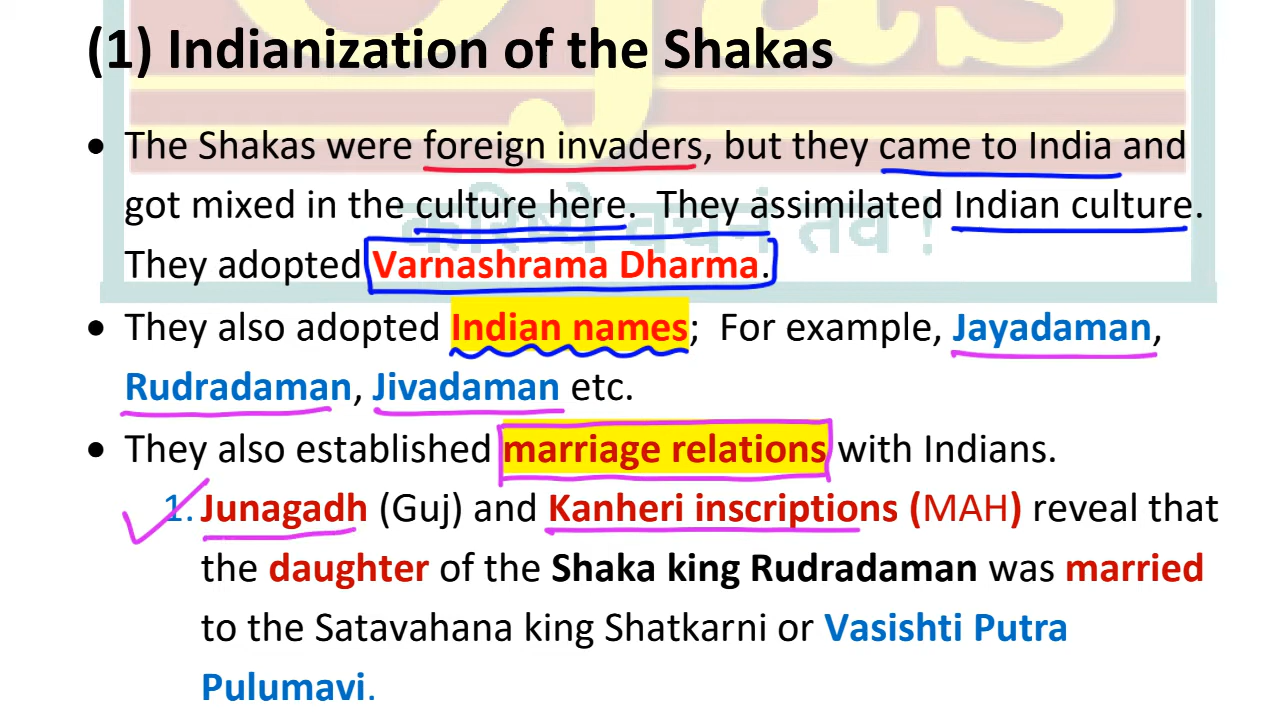 (1) Indianization of the Shakas
• The Shakas were foreign invaders, but they came to India and
got mixed in the culture here.  They assimilated Indian culture.
They adopted Varnashrama Dharma.
• They also adopted Indian names;  For example, Jayadaman,
Rudradaman, Jivadaman etc.
• They also established marriage relations with Indians.
1. Junagadh (Guj) and Kanheri inscriptions (MAH) reveal that
the daughter of the Shaka king Rudradaman was married
to the Satavahana king Shatkarni or Vasishti Putra
Pulumavi.
करिष्ये वचनं तव !